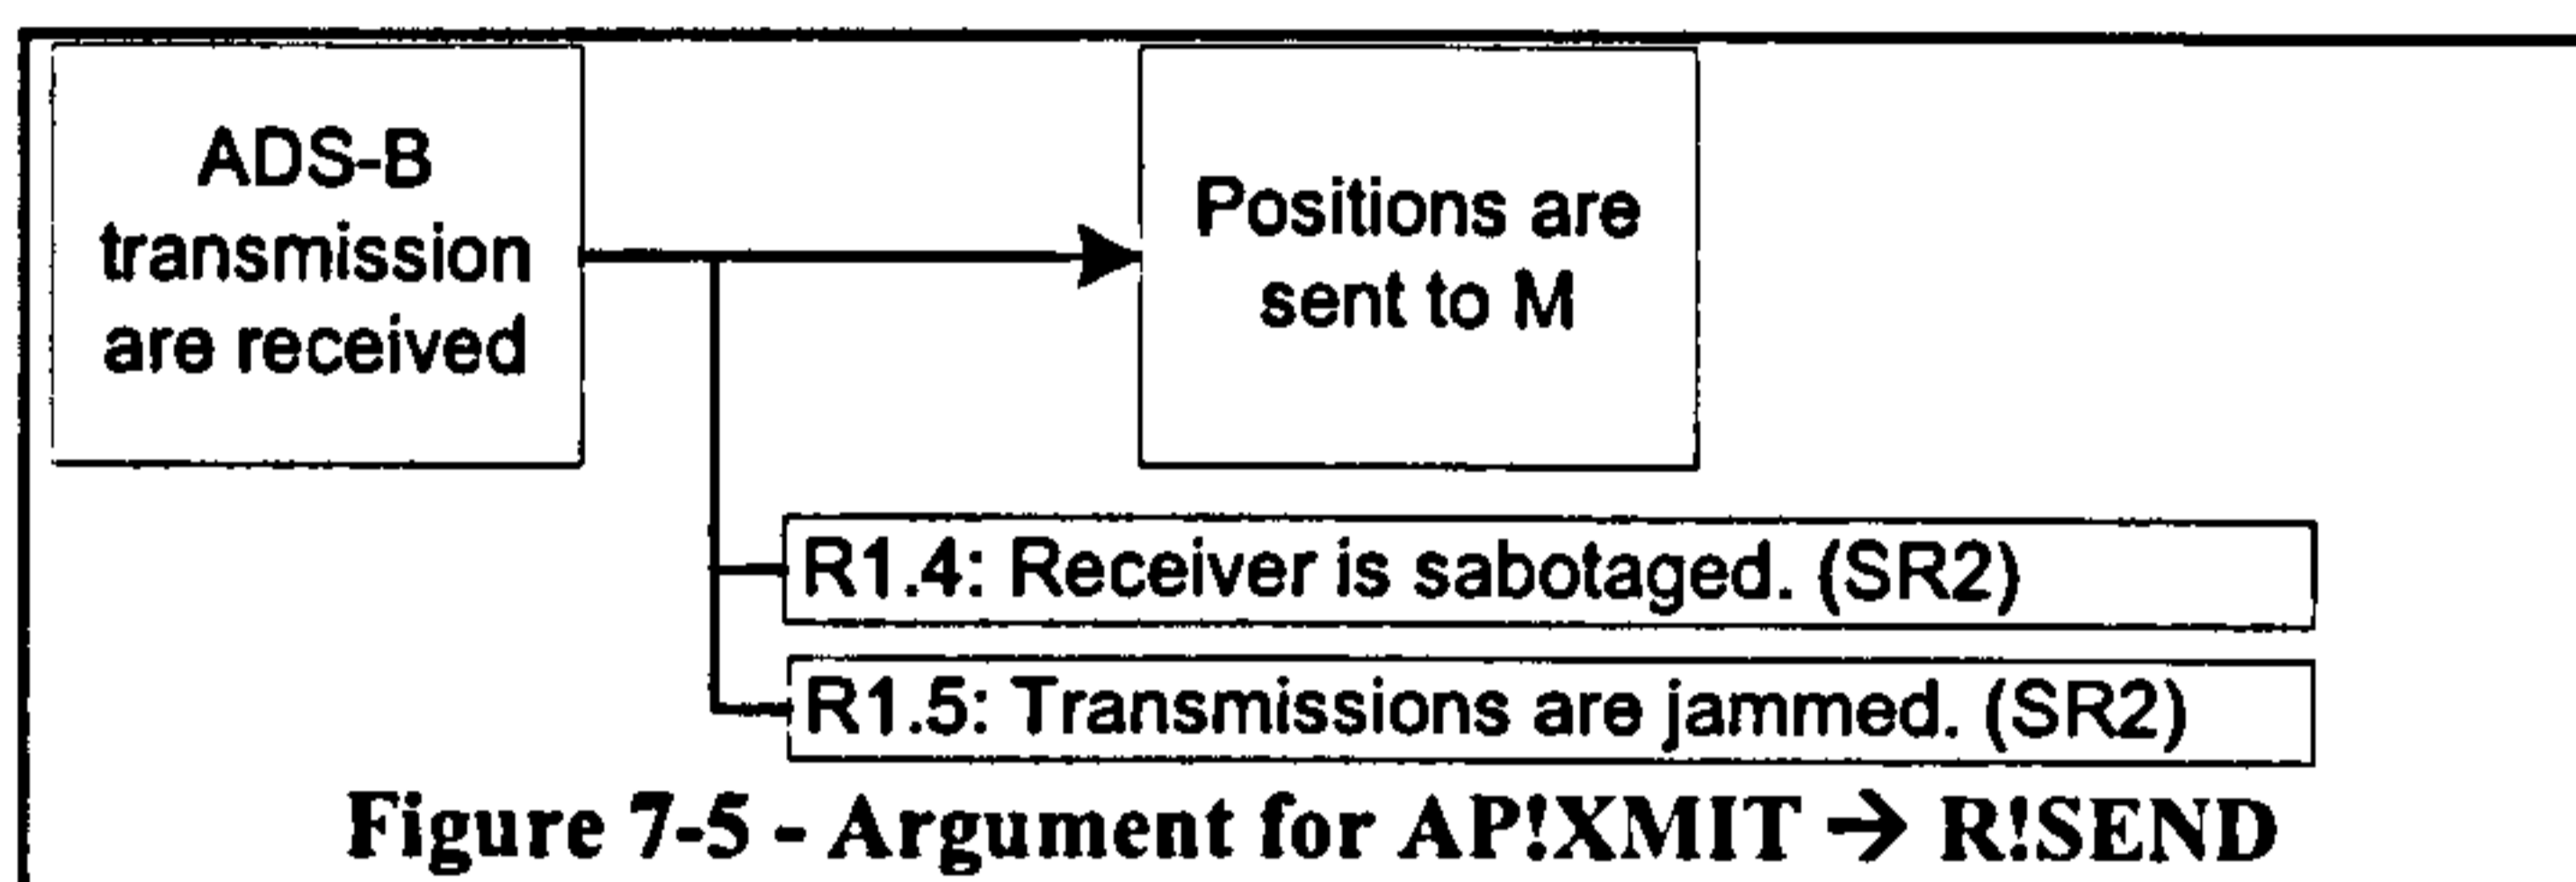 ADS-B
transmission
are received
Positions are
sent to M
R1.4: Receiver is sabotaged. (SR2)
R1.5: Transmissions are jammed. (SR2)
Figure 7-5 - Argument for AP!XMIT → R!SEND